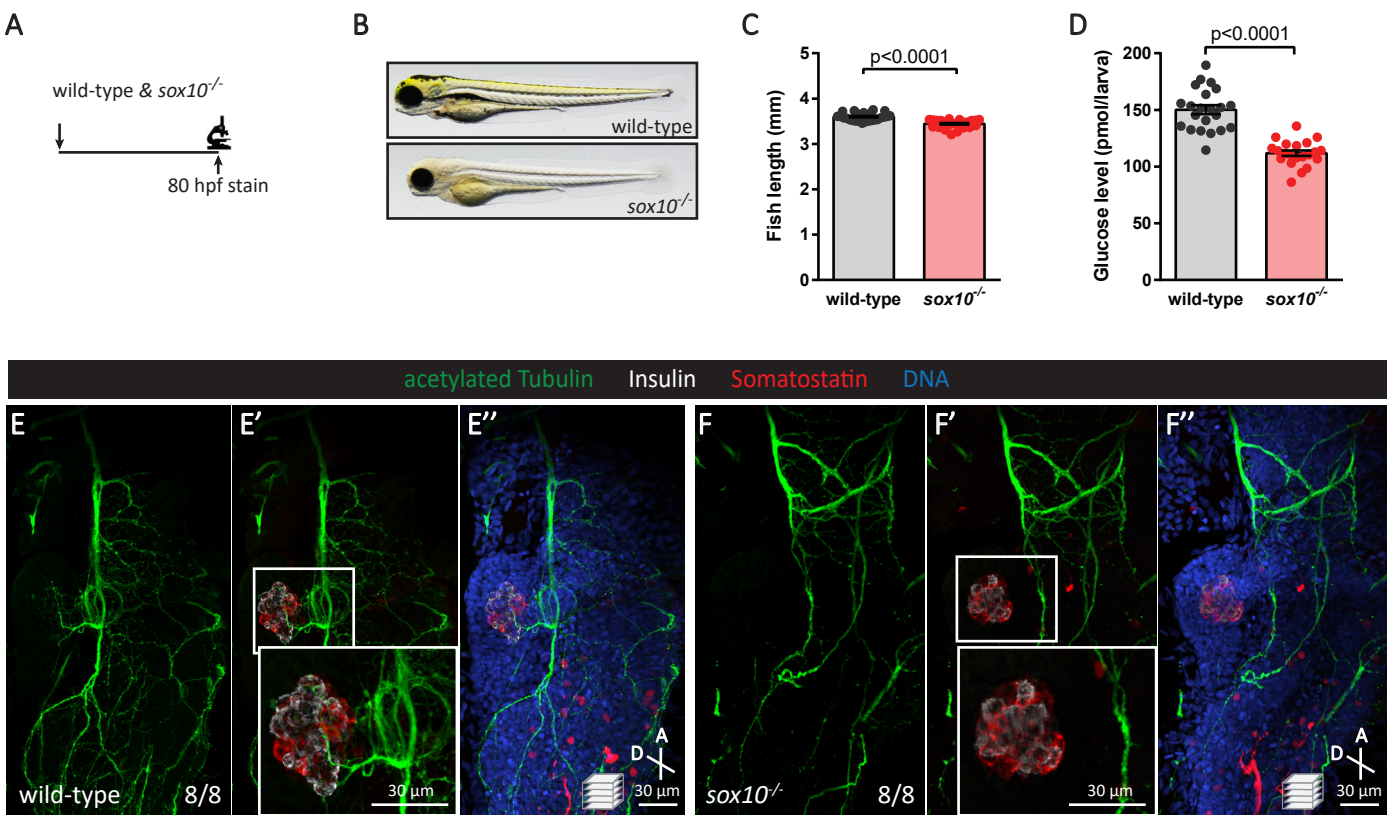 A
wild-type & sox10-/-
80 hpf stain
B
wild-type
sox10-/-
C
p<0.0001
Fish length (mm)
5
4
3
2
1
0
wild-type
sox10-/-
D
p<0.0001
Glucose level (pmol/larva)
200
150
100
50
0
wild-type
sox10-/-
acetylated Tubulin Insulin Somatostatin DNA
E
wild-type 8/8
E'
30 µm
E''
A
D
30 µm
F
sox10-/- 8/8
F'
30 µm
F''
A
D
30 µm